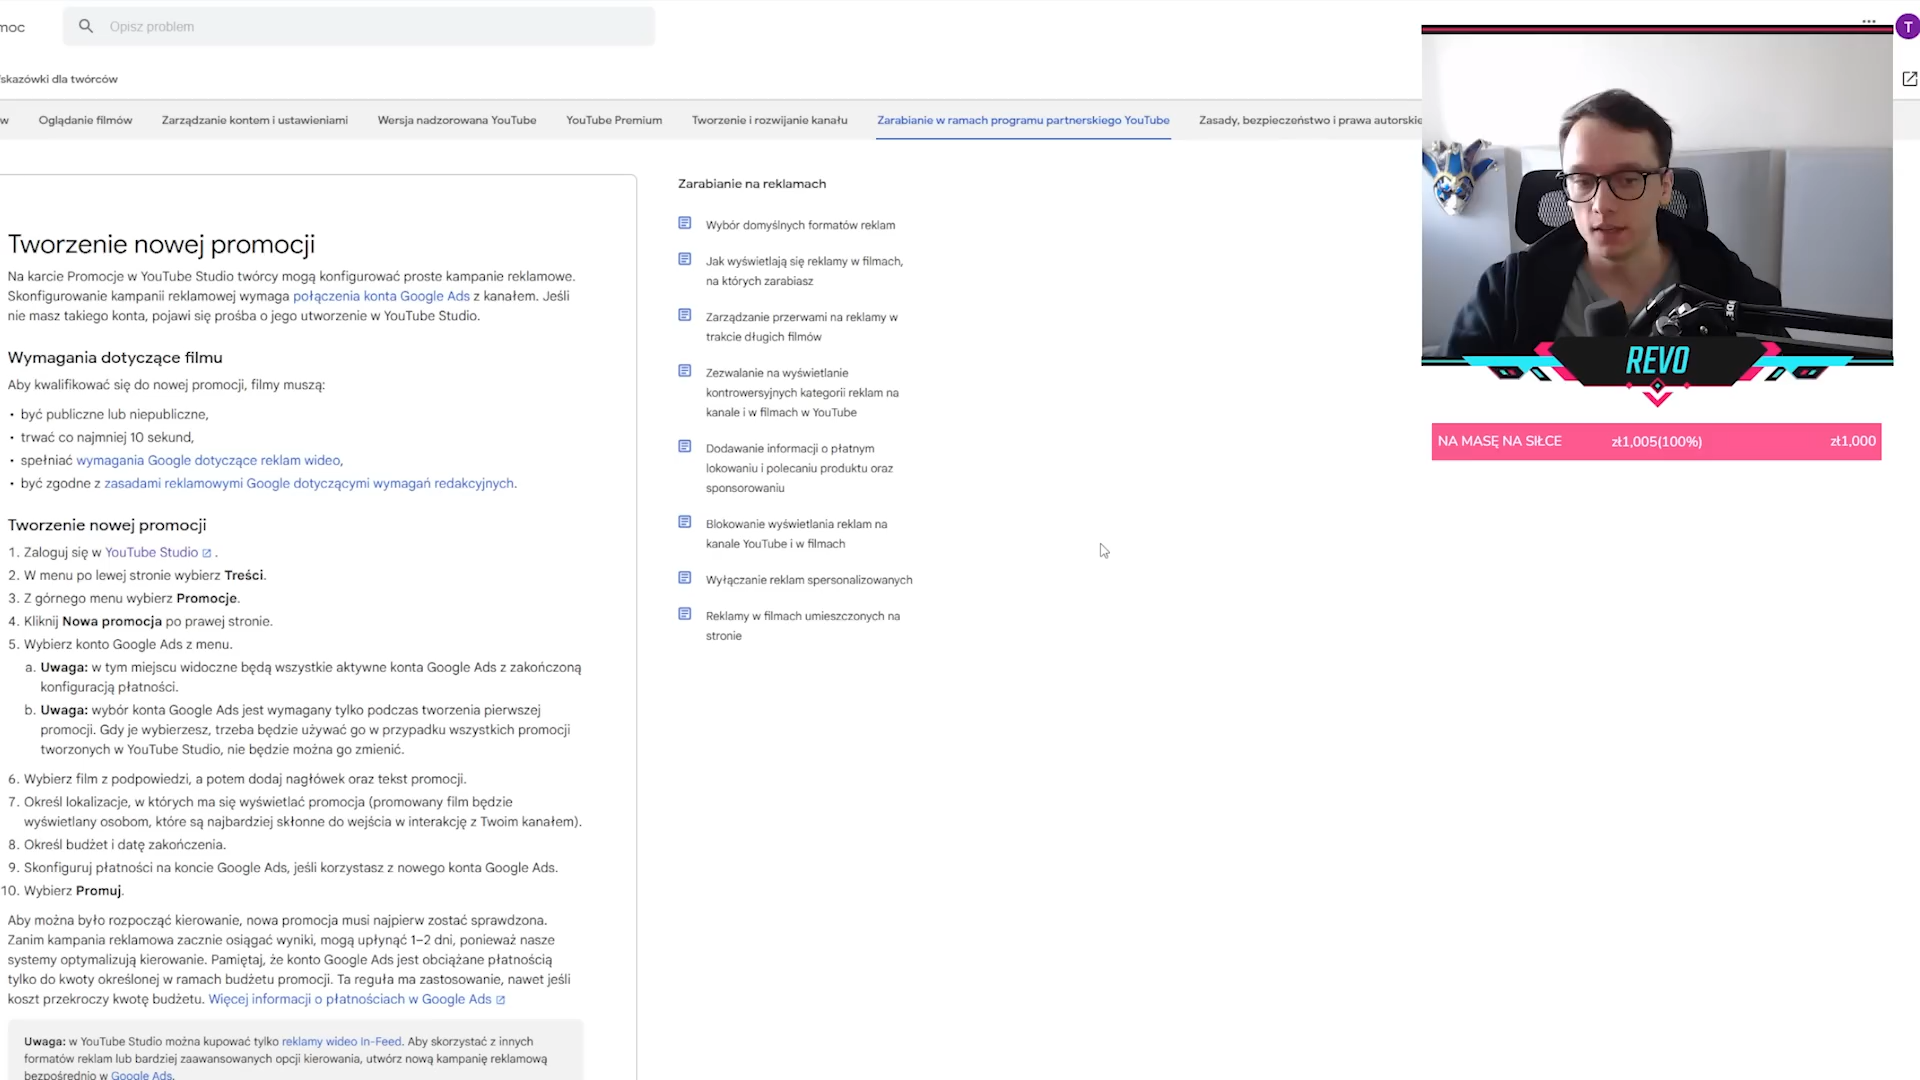 moc
Opisz problem
T
skazówki dla twórców
w
Oglądanie filmów
Zarządzanie kontem i ustawieniami
Wersja nadzorowana YouTube
YouTube Premium
Tworzenie i rozwijanie kanału
Zarabianie w ramach programu partnerskiego YouTube
Zasady, bezpieczeństwo i prawa autorskie
Tworzenie nowej promocji
Na karcie Promocje w YouTube Studio twórcy mogą konfigurować proste kampanie reklamowe.
Skonfigurowanie kampanii reklamowej wymaga połączenia konta Google Ads z kanałem. Jeśli
nie masz takiego konta, pojawi się prośba o jego utworzenie w YouTube Studio.
Wymagania dotyczące filmu
Aby kwalifikować się do nowej promocji, filmy muszą:
• być publiczne lub niepubliczne,
• trwać co najmniej 10 sekund,
• spełniać wymagania Google dotyczące reklam wideo,
• być zgodne z zasadami reklamowymi Google dotyczącymi wymagań redakcyjnych.
Tworzenie nowej promocji
1. Zaloguj się w YouTube Studio .
2. W menu po lewej stronie wybierz Treści.
3. Z górnego menu wybierz Promocje.
4. Kliknij Nowa promocja po prawej stronie.
5. Wybierz konto Google Ads z menu.
a. Uwaga: w tym miejscu widoczne będą wszystkie aktywne konta Google Ads z zakończoną
konfiguracją płatności.
b. Uwaga: wybór konta Google Ads jest wymagany tylko podczas tworzenia pierwszej
promocji. Gdy je wybierzesz, trzeba będzie używać go w przypadku wszystkich promocji
tworzonych w YouTube Studio, nie będzie można go zmienić.
6. Wybierz film z podpowiedzi, a potem dodaj nagłówek oraz tekst promocji.
7. Określ lokalizacje, w których ma się wyświetlać promocja (promowany film będzie
wyświetlany osobom, które są najbardziej skłonne do wejścia w interakcję z Twoim kanałem).
8. Określ budżet i datę zakończenia.
9. Skonfiguruj płatności na koncie Google Ads, jeśli korzystasz z nowego konta Google Ads.
10. Wybierz Promuj.
Aby można było rozpocząć kierowanie, nowa promocja musi najpierw zostać sprawdzona.
Zanim kampania reklamowa zacznie osiągać wyniki, mogą upłynąć 1–2 dni, ponieważ nasze
systemy optymalizują kierowanie. Pamiętaj, że konto Google Ads jest obciążane płatnością
tylko do kwoty określonej w ramach budżetu promocji. Ta reguła ma zastosowanie, nawet jeśli
koszt przekroczy kwotę budżetu. Więcej informacji o płatnościach w Google Ads
Uwaga: w YouTube Studio można kupować tylko reklamy wideo In-Feed. Aby skorzystać z innych
formatów reklam lub bardziej zaawansowanych opcji kierowania, utwórz nową kampanię reklamową
bezpośrednio w Google Ads.
Zarabianie na reklamach
Wybór domyślnych formatów reklam
Jak wyświetlają się reklamy w filmach,
na których zarabiasz
Zarządzanie przerwami na reklamy w
trakcie długich filmów
Zezwalanie na wyświetlanie
kontrowersyjnych kategorii reklam na
kanale i w filmach w YouTube
Dodawanie informacji o płatnym
lokowaniu i polecaniu produktu oraz
sponsorowaniu
Blokowanie wyświetlania reklam na
kanale YouTube i w filmach
Wyłączanie reklam spersonalizowanych
Reklamy w filmach umieszczonych na
stronie
REVO
NA MASĘ NA SIŁCE zł1,005(100%) zł1,000